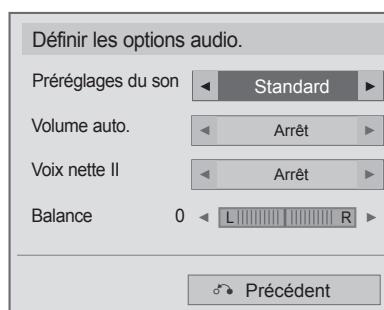 Définir les options audio.
Préréglages du son ◄ Standard ►
Volume auto. ◄ Arrêt ►
Voix nette II ◄ Arrêt ►
Balance 0 ◄ L R ►
Précédent